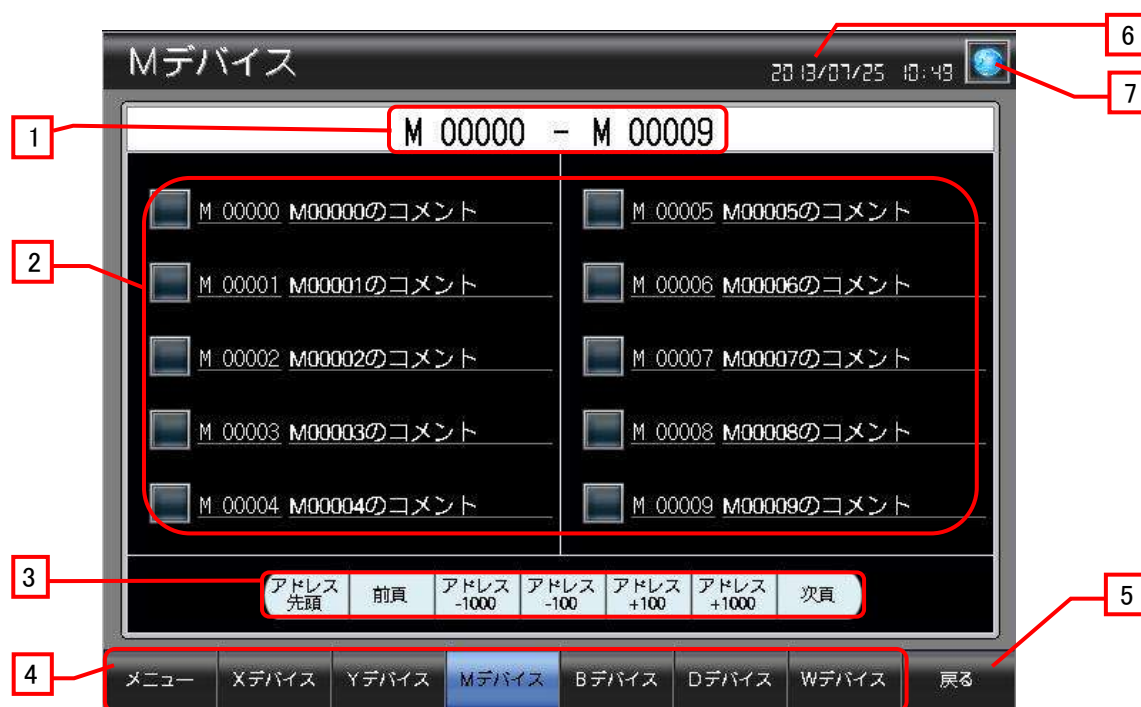 6
Mデバイス
2013/07/25 10:49
7
1
M 00000 - M 00009
2
M 00000 M00000のコメント
M 00005 M00005のコメント
M 00001 M00001のコメント
M 00006 M00006のコメント
M 00002 M00002のコメント
M 00007 M00007のコメント
M 00003 M00003のコメント
M 00008 M00008のコメント
M 00004 M00004のコメント
M 00009 M00009のコメント
3
アドレス
先頭
前頁
アドレス
-1000
アドレス
-100
アドレス
+100
アドレス
+1000
次頁
5
4
メニュー
Xデバイス
Yデバイス
Mデバイス
Bデバイス
Dデバイス
Wデバイス
戻る